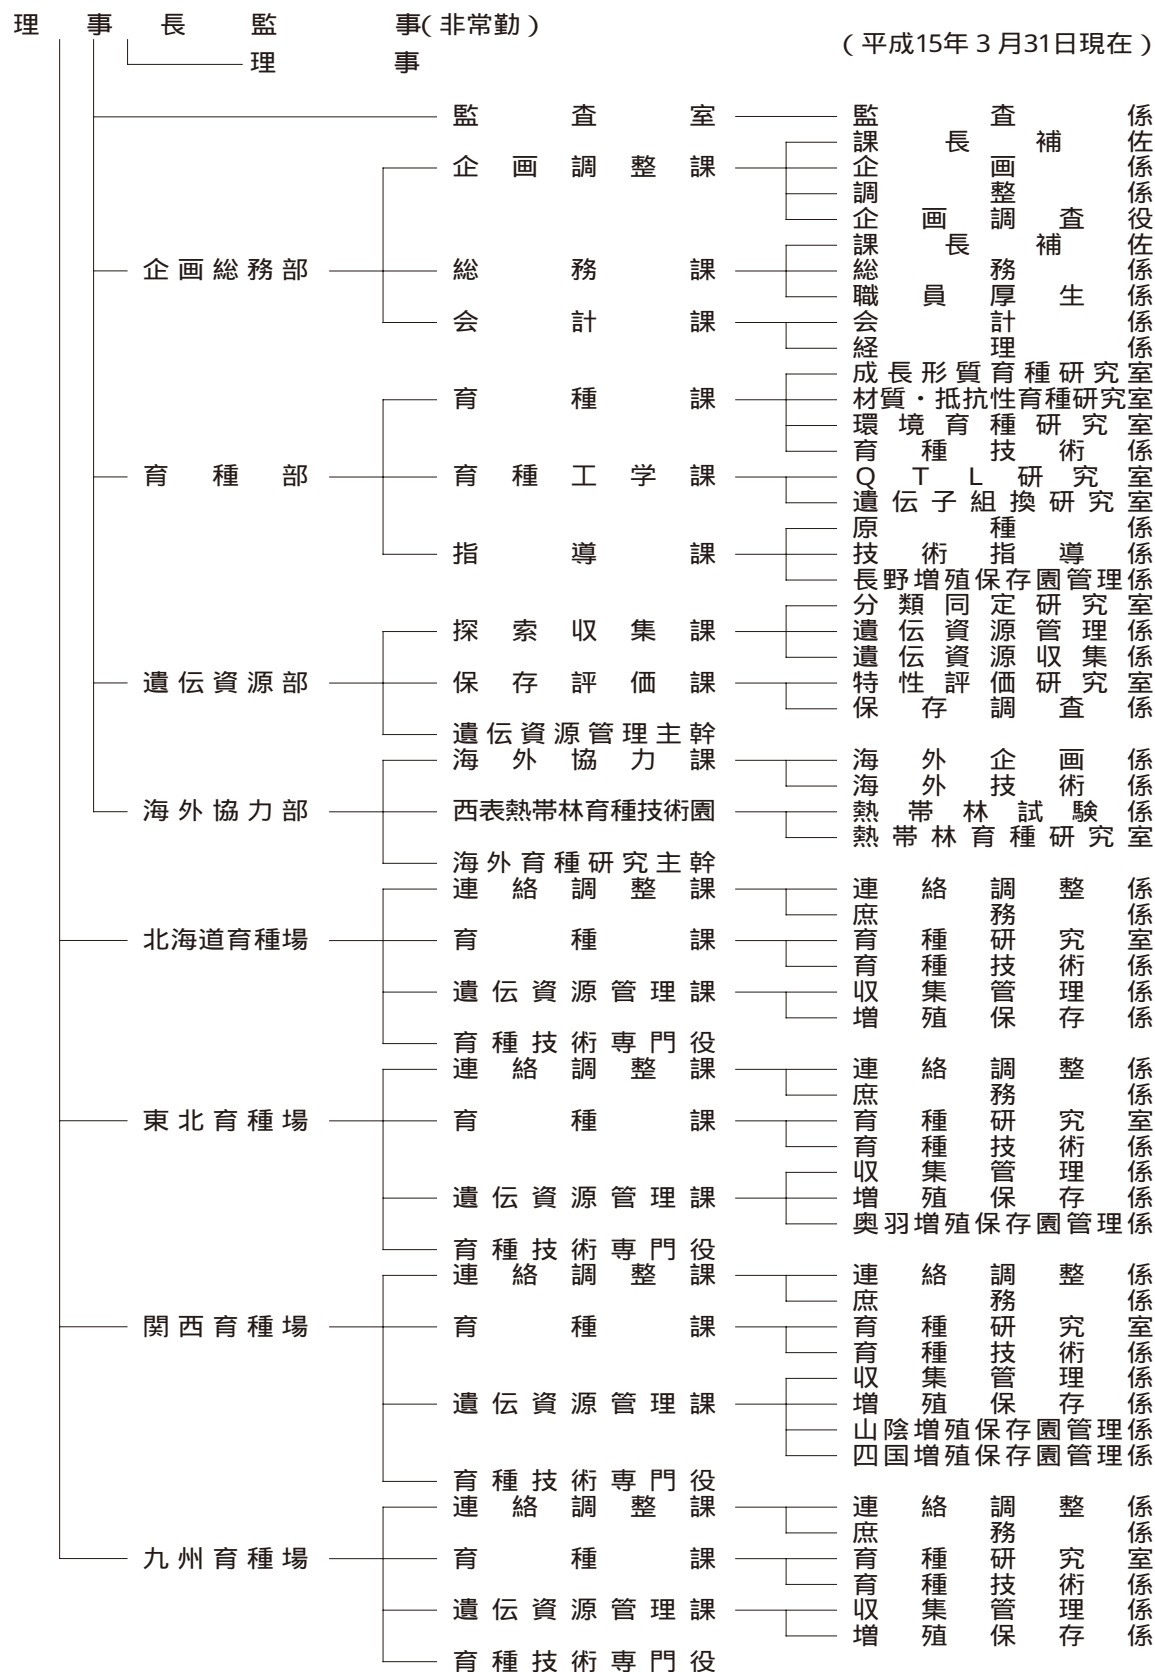 理事長 監事(非常勤)
(平成15年3月31日現在)
理事
監査室 監査係
課長補佐
企画調整課 企画係
調整係
企画調査役
課長補佐
企画総務部 総務課 総務係
職員厚生係
会計課 会計係
経理係
成長形質育種研究室
育種課 材質・抵抗性育種研究室
環境育種研究室
育種技術係
育種部 育種工学課 QTL研究室
遺伝子組換研究室
原種係
指導課 技術指導係
長野増殖保存園管理係
分類同定研究室
探索収集課 遺伝資源管理係
遺伝資源収集係
遺伝資源部 保存評価課 特性評価研究室
保存調査係
遺伝資源管理主幹
海外協力課 海外企画係
海外技術係
海外協力部 西表熱帯林育種技術園 熱帯林試験係
熱帯林育種研究室
海外育種研究主幹
連絡調整課 連絡調整係
庶務係
北海道育種場 育種課 育種研究室
育種技術係
遺伝資源管理課 収集管理係
増殖保存係
育種技術専門役
連絡調整課 連絡調整係
庶務係
東北育種場 育種課 育種研究室
育種技術係
収集管理係
遺伝資源管理課 増殖保存係
奥羽増殖保存園管理係
育種技術専門役
連絡調整課 連絡調整係
庶務係
関西育種場 育種課 育種研究室
育種技術係
収集管理係
遺伝資源管理課 増殖保存係
山陰増殖保存園管理係
四国増殖保存園管理係
育種技術専門役
連絡調整課 連絡調整係
庶務係
九州育種場 育種課 育種研究室
育種技術係
遺伝資源管理課 収集管理係
増殖保存係
育種技術専門役